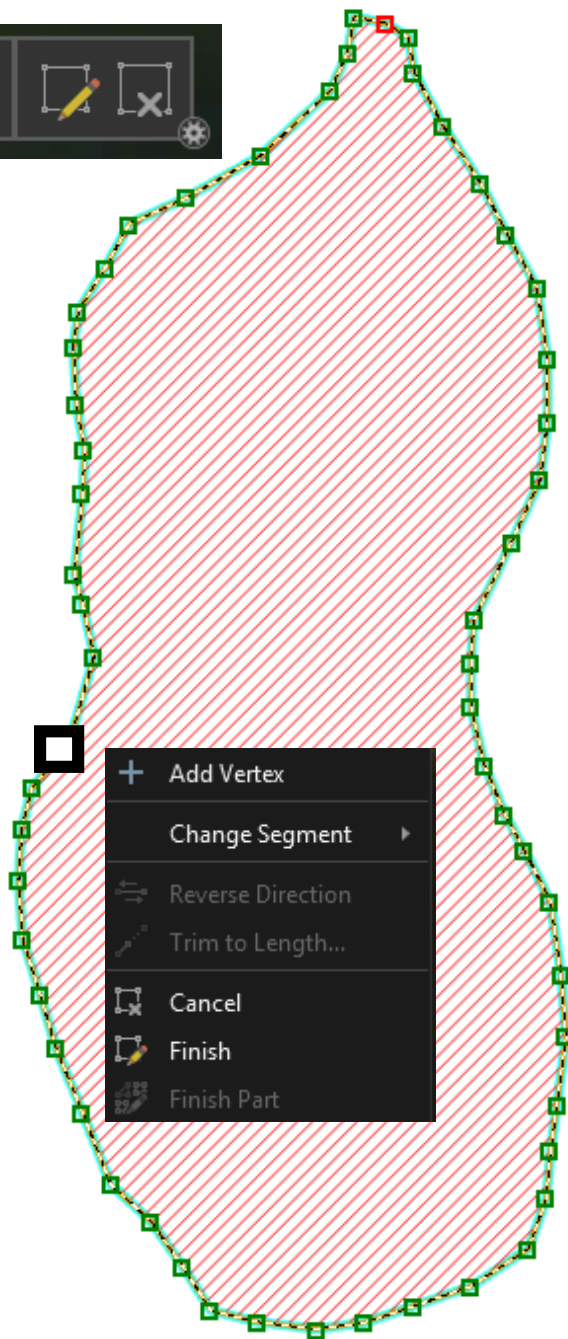 Add Vertex
Change Segment
Reverse Direction
Trim to Length...
Cancel
Finish
Finish Part